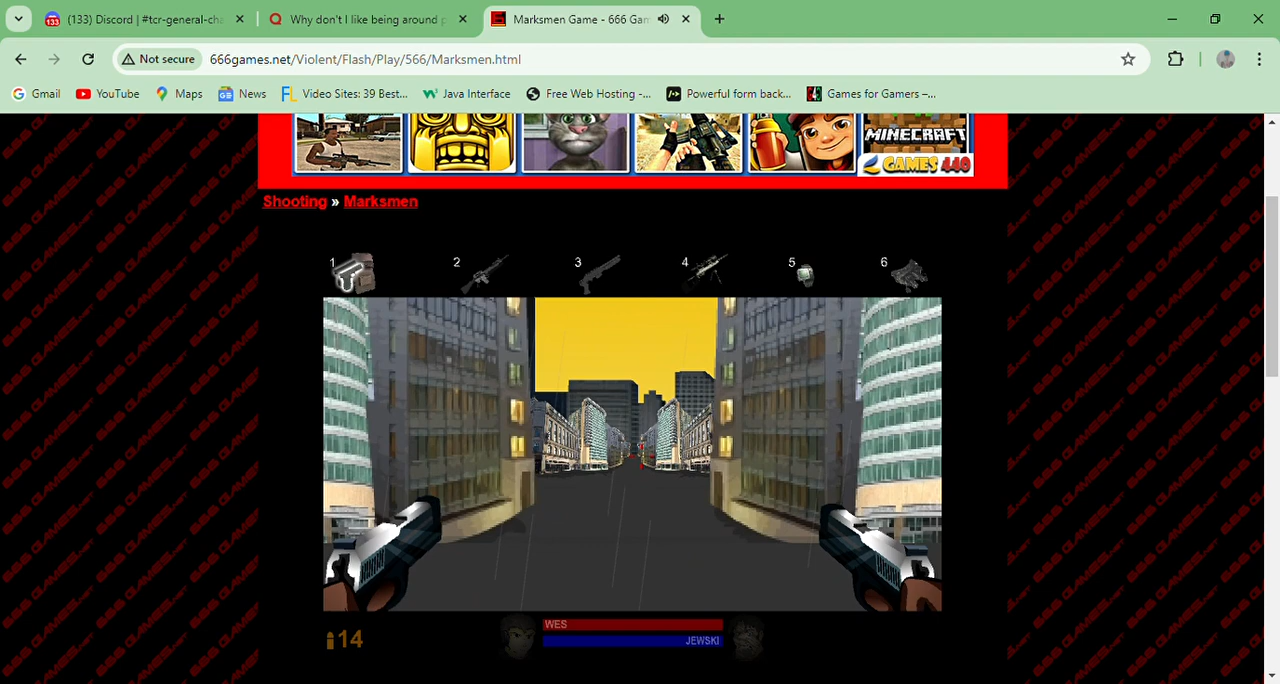 133
(133) Discord | #tcr-general-cha
Why don't I like being around p
Marksmen Game - 666 Gam
Not secure
666games.net/Violent/Flash/Play/566/Marksmen.html
Gmail
YouTube
Maps
News
Video Sites: 39 Best...
Java Interface
Free Web Hosting -...
Powerful form back...
Games for Gamers –...
MINECRAFT
GAMES 440
Shooting » Marksmen
1
2
3
4
5
6
14
WES
JEWSKI